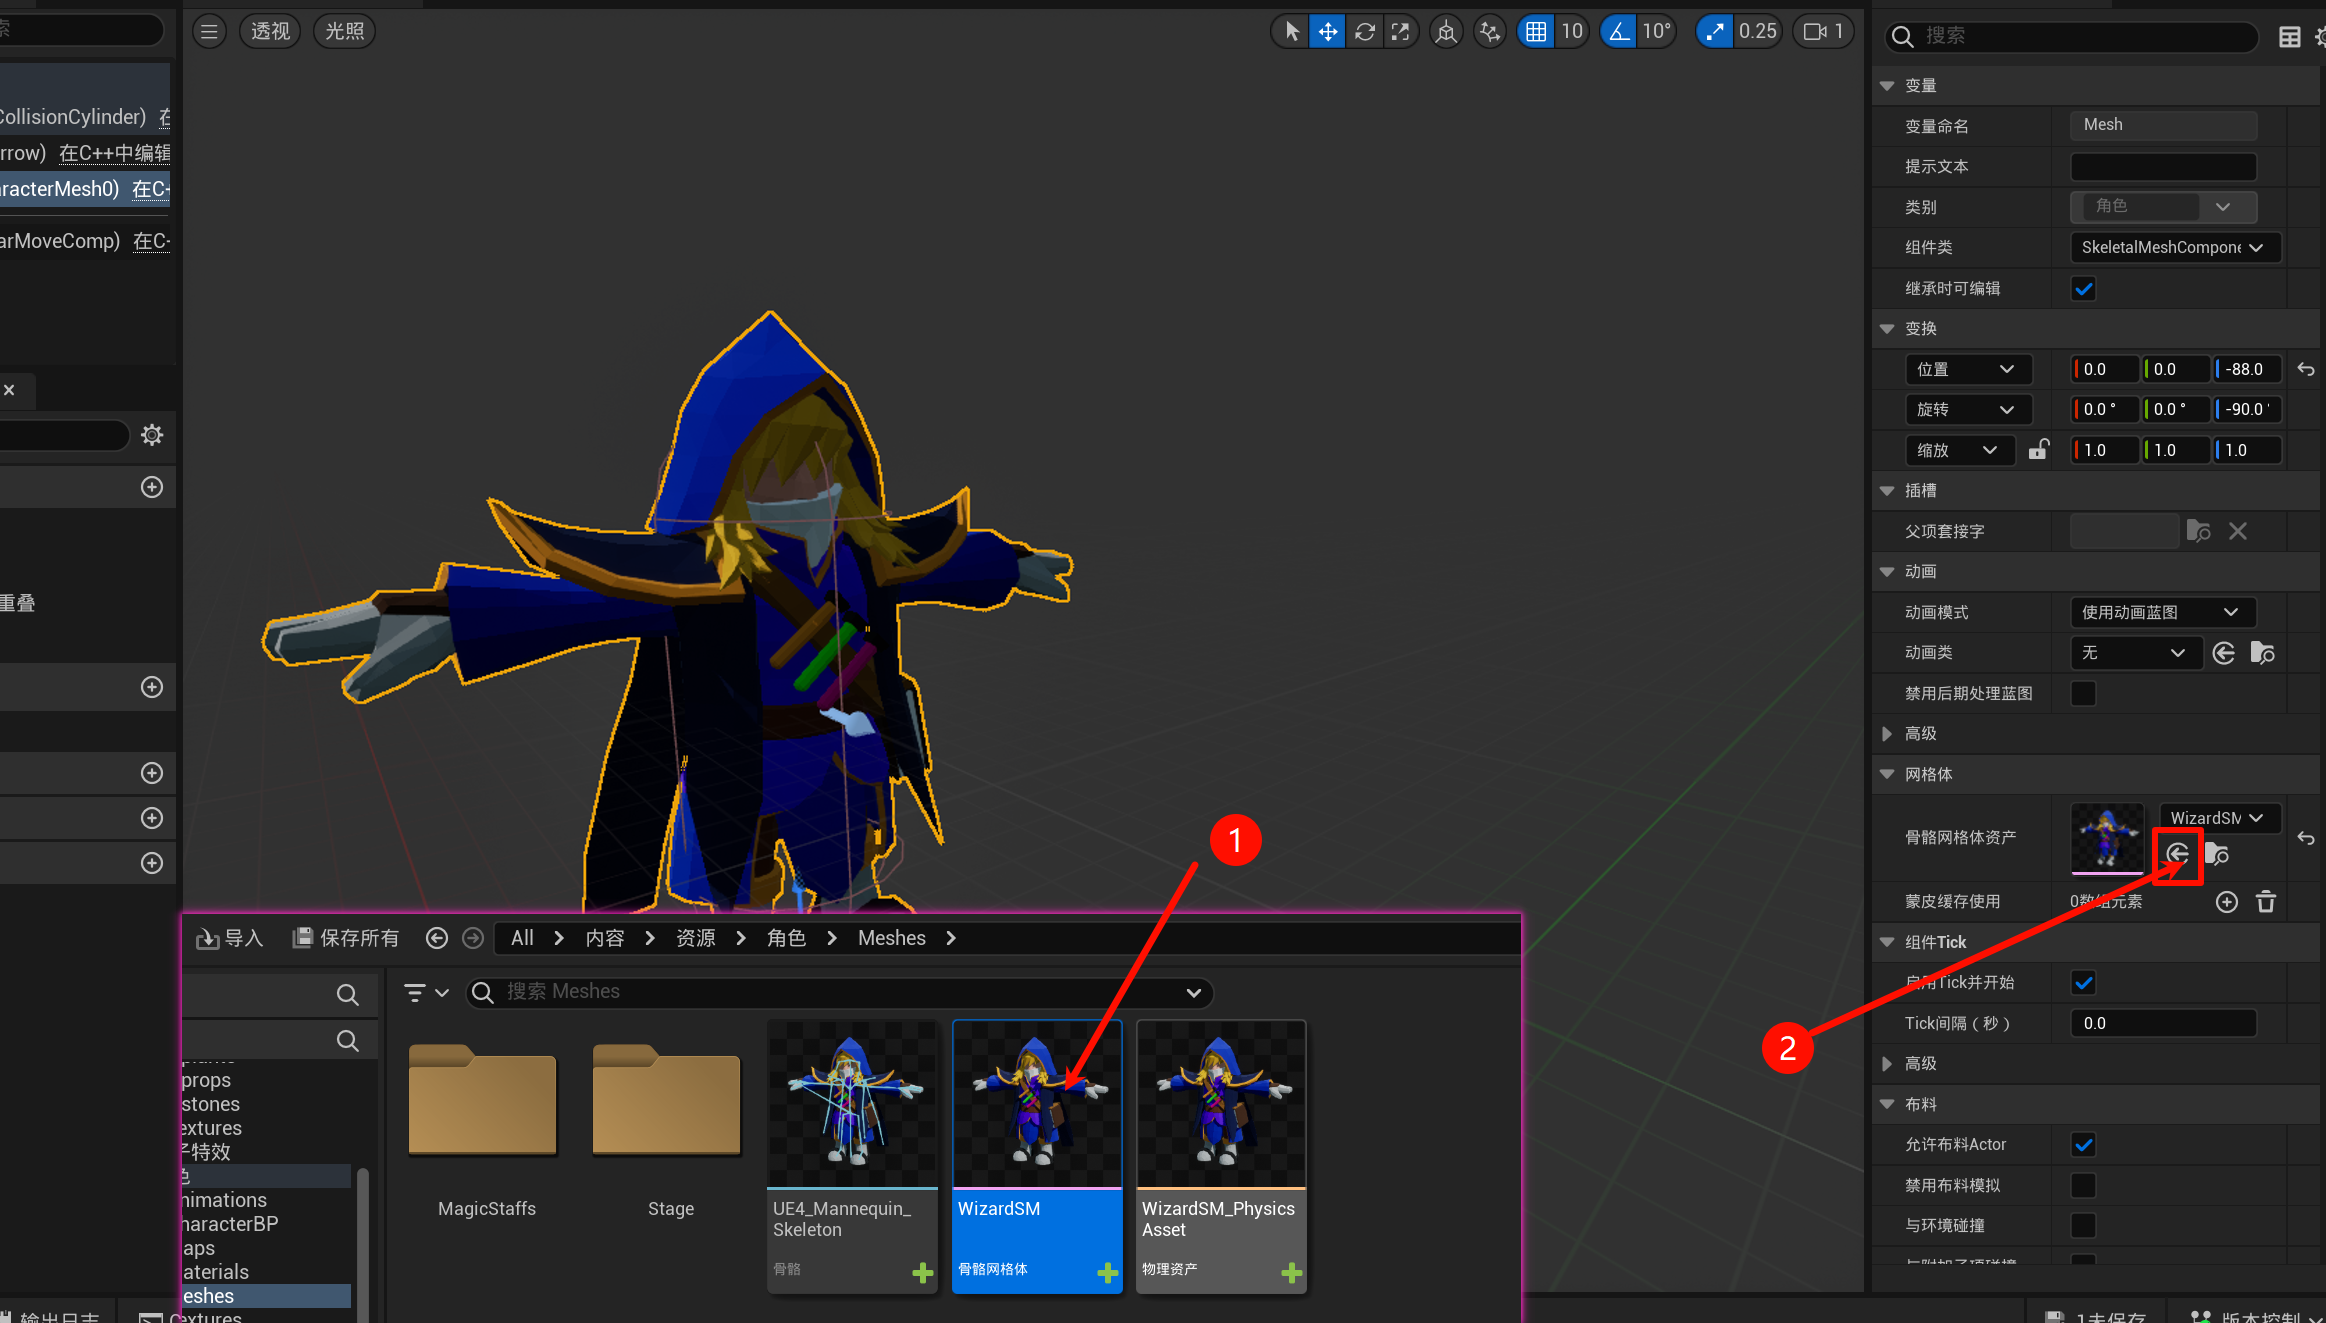 索
透视
光照
10
10°
0.25
1
搜索
CollisionCylinder)
rrow) 在C++中编辑
aracterMesh0) 在C+
arMoveComp) 在C-
重叠
变量
变量命名
Mesh
提示文本
类别
角色
组件类
SkeletalMeshCompone
继承时可编辑
变换
位置
0.0
0.0
-88.0
旋转
0.0 °
0.0 °
-90.0 °
缩放
1.0
1.0
1.0
插槽
父项套接字
动画
动画模式
使用动画蓝图
动画类
无
禁用后期处理蓝图
高级
网格体
骨骼网格体资产
WizardSM
蒙皮缓存使用
0数组元素
组件Tick
启用Tick并开始
Tick间隔（秒）
0.0
高级
布料
允许布料Actor
禁用布料模拟
与环境碰撞
与附加子项碰撞
1
2
导入
保存所有
All > 内容 > 资源 > 角色 > Meshes >
搜索 Meshes
props
stones
extures
子特效
色
nimations
haracterBP
aps
aterials
eshes
extures
MagicStaffs
Stage
UE4_Mannequin_
Skeleton
骨骼
WizardSM
骨骼网格体
WizardSM_Physics
Asset
物理资产
输出日志
1未保存
版本控制